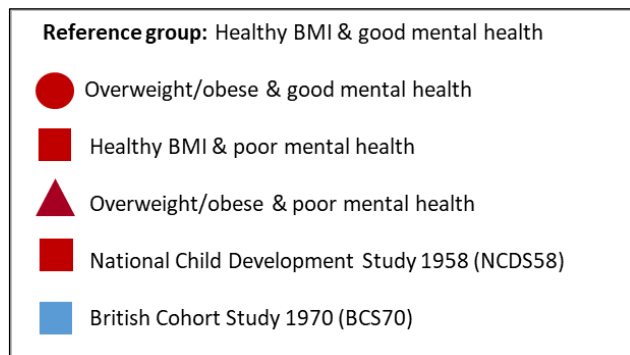 Reference group: Healthy BMI & good mental health
Overweight/obese & good mental health
Healthy BMI & poor mental health
Overweight/obese & poor mental health
National Child Development Study 1958 (NCDS58)
British Cohort Study 1970 (BCS70)